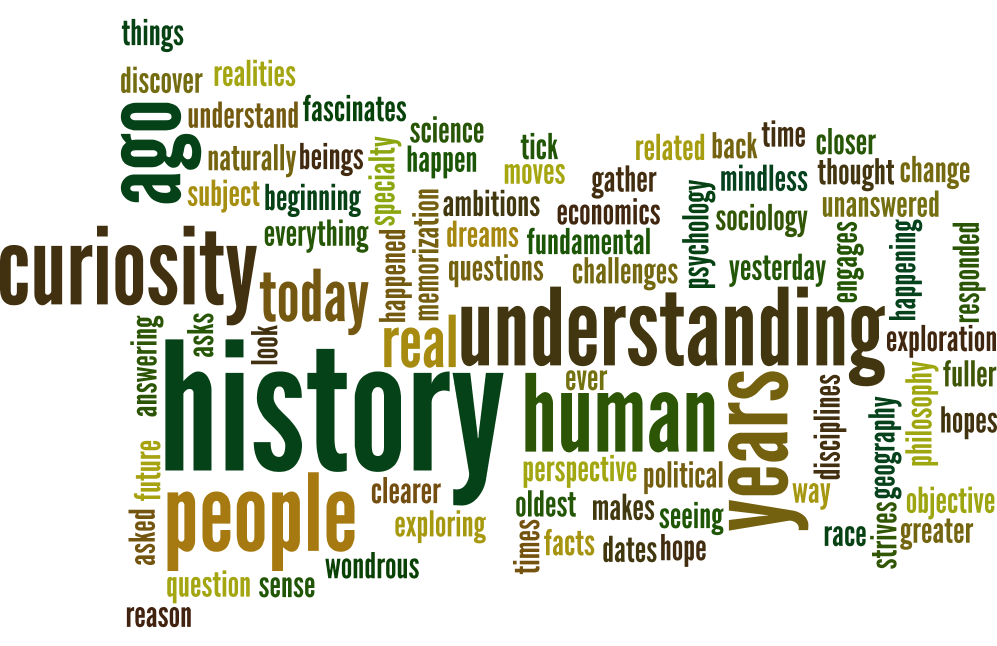 things
discover
realities
ago
understand
fascinates
naturally
beings
subject
beginning
everything
specialty
science
happen
tick
moves
related
back
time
closer
gather
mindless
thought
change
ambitions
economics
psychology
sociology
unanswered
memorization
happened
dreams
fundamental
questions
challenges
yesterday
engages
happening
responded
curiosity
today
real
understanding
exploration
answering
asks
look
history
ever
human
years
disciplines
geography
philosophy
fuller
hopes
future
asked
people
clearer
exploring
perspective
political
oldest
makes
seeing
way
objective
strives
greater
race
times
facts
dates
hope
wondrous
question
sense
reason